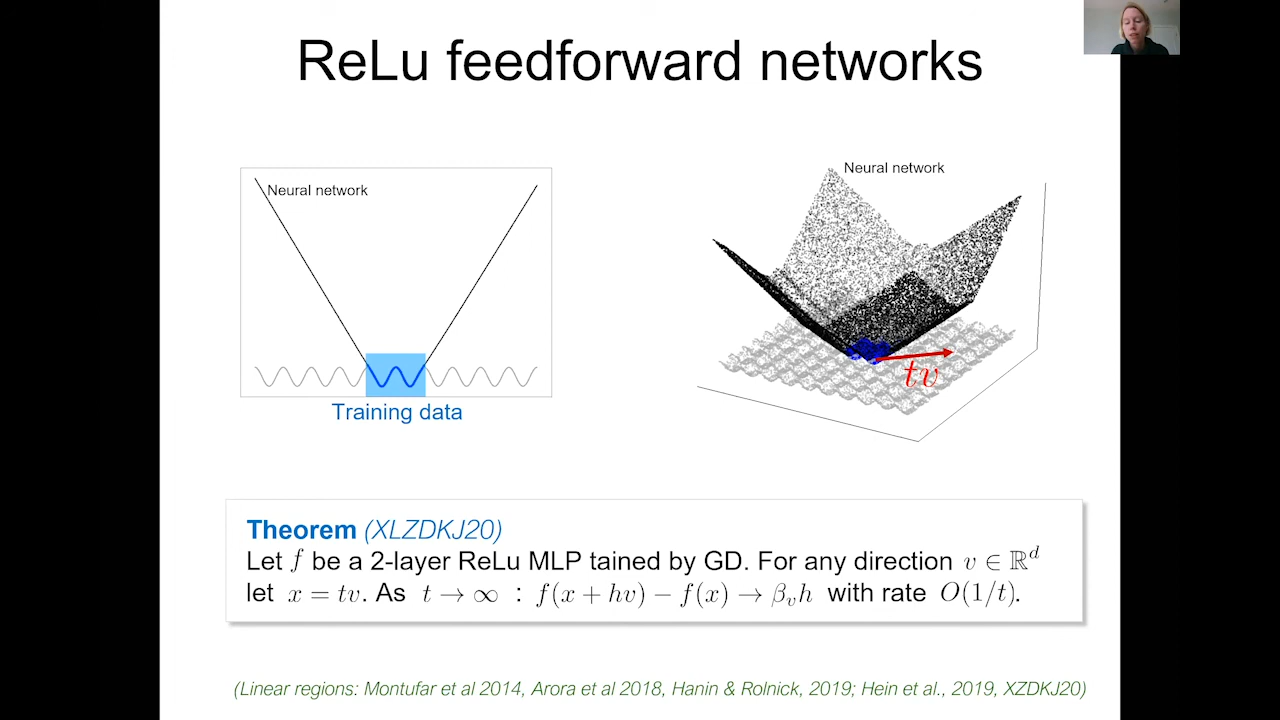 ReLu feedforward networks
Neural network
Training data
Neural network
tv
Theorem (XLZDKJ20)
Let f be a 2-layer ReLu MLP tained by GD. For any direction v ∈ ℝᵈ
let x = tv. As t → ∞ : f(x + hv) − f(x) → βᵥh with rate O(1/t).
(Linear regions: Montufar et al 2014, Arora et al 2018, Hanin & Rolnick, 2019; Hein et al., 2019, XZDKJ20)